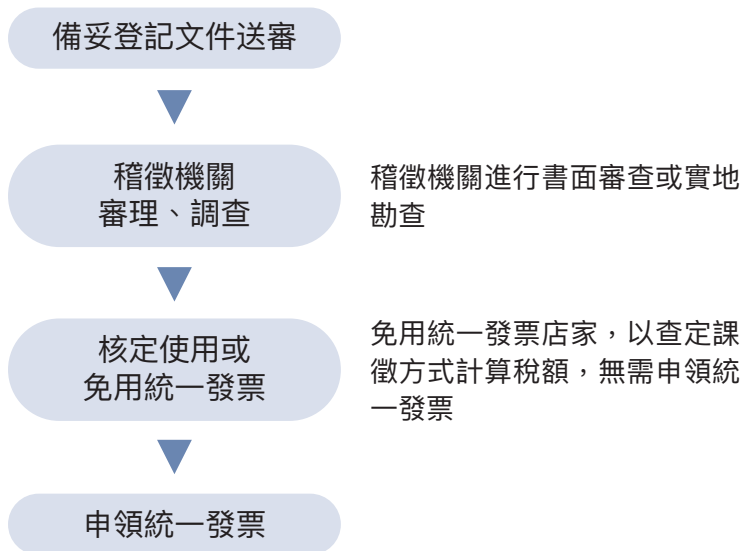 備妥登記文件送審
稽徵機關
審理、調查
稽徵機關進行書面審查或實地
勘查
核定使用或
免用統一發票
免用統一發票店家，以查定課
徵方式計算稅額，無需申領統
一發票
申領統一發票